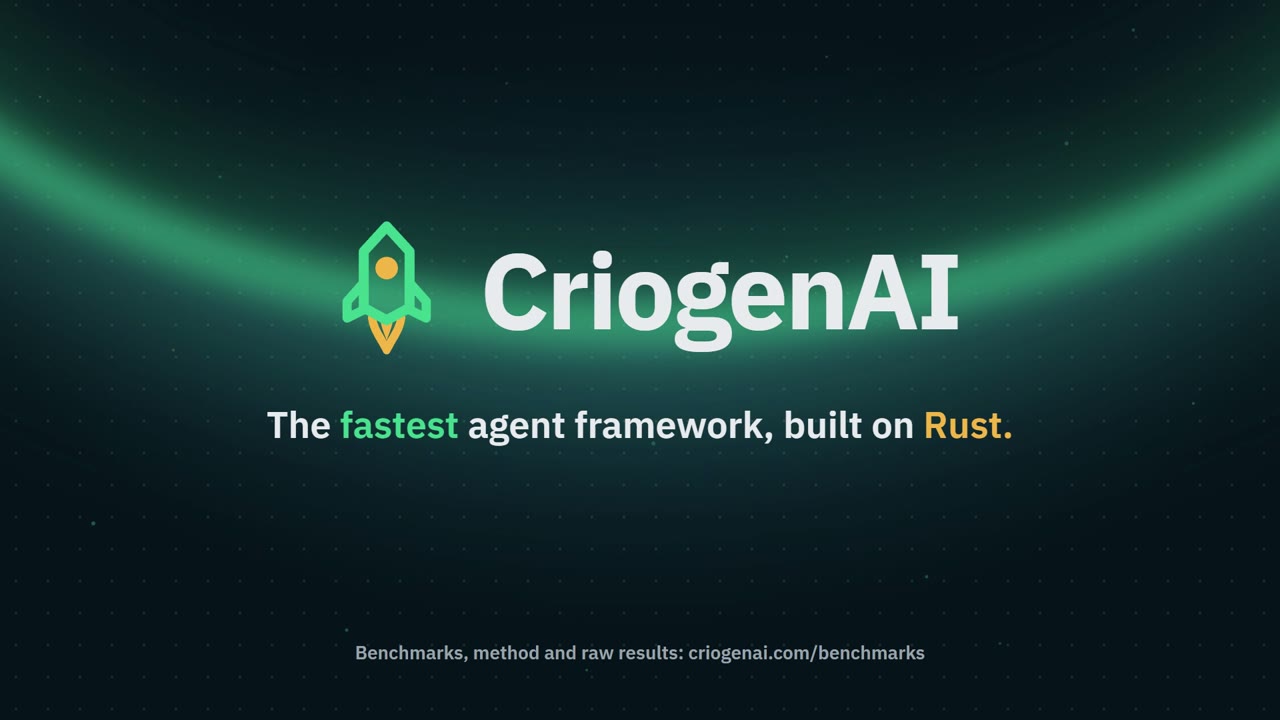 CriogenAI
The fastest agent framework, built on Rust.
Benchmarks, method and raw results: criogenai.com/benchmarks